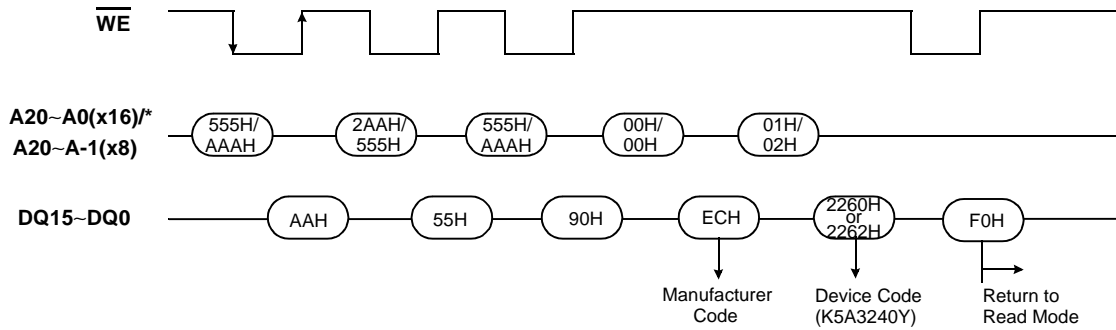 WE
A20~A0(x16)/*
A20~A-1(x8)
555H/
AAAH
2AAH/
555H
555H/
AAAH
00H/
00H
01H/
02H
DQ15~DQ0
AAH
55H
90H
ECH
2260H
or
2262H
F0H
Manufacturer
Code
Device Code
(K5A3240Y)
Return to
Read Mode